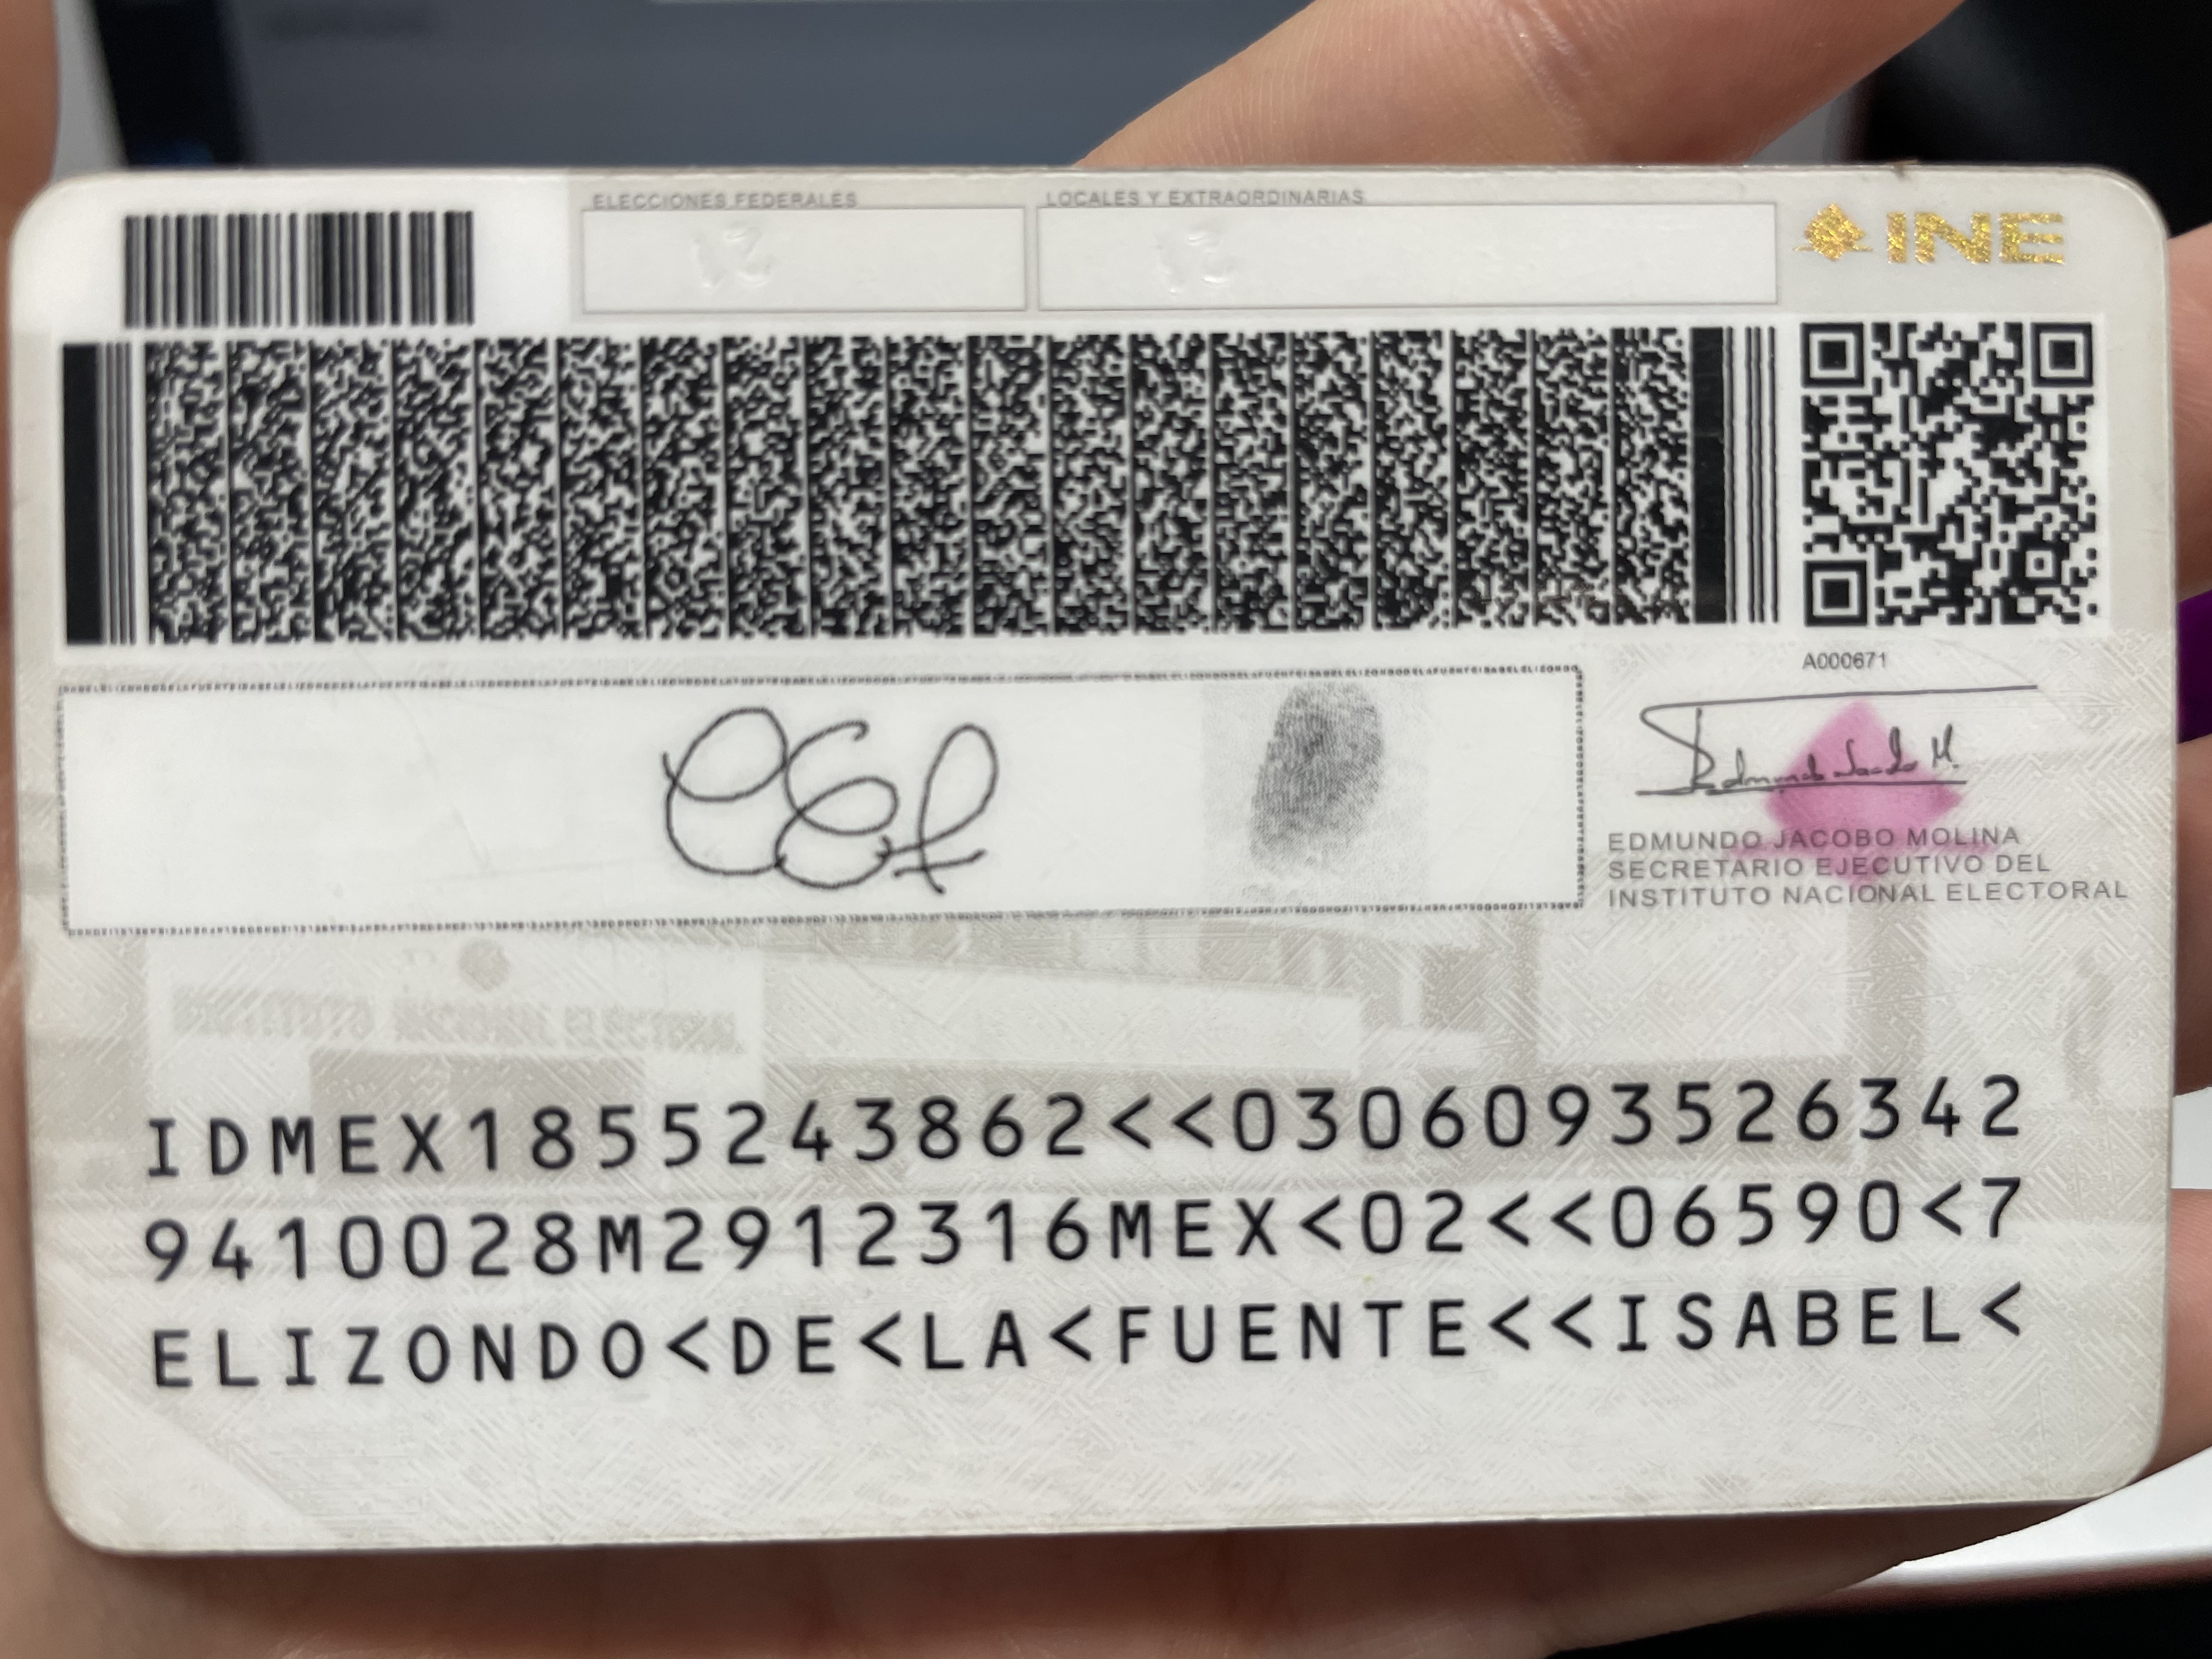 ELECCIONES FEDERALES LOCALES Y EXTRAORDINARIAS
INE
A000671
EDMUNDO JACOBO MOLINA
SECRETARIO EJECUTIVO DEL
INSTITUTO NACIONAL ELECTORAL
IDMEX1855243862<<0306093526342
9410028M2912316MEX<02<<06590<7
ELIZONDO<DE<LA<FUENTE<<ISABEL<